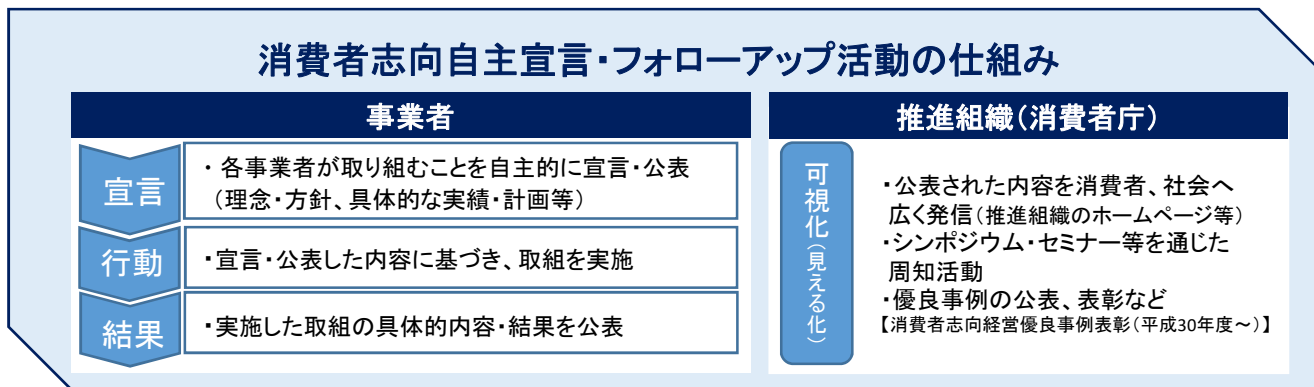 消費者志向自主宣言・フォローアップ活動の仕組み
事業者
宣言
・各事業者が取り組むことを自主的に宣言・公表
（理念・方針、具体的な実績・計画等）
行動
・宣言・公表した内容に基づき、取組を実施
結果
・実施した取組の具体的内容・結果を公表
推進組織（消費者庁）
可視化（見える化）
・公表された内容を消費者、社会へ
広く発信（推進組織のホームページ等）
・シンポジウム・セミナー等を通じた
周知活動
・優良事例の公表、表彰など
【消費者志向経営優良事例表彰（平成30年度～）】